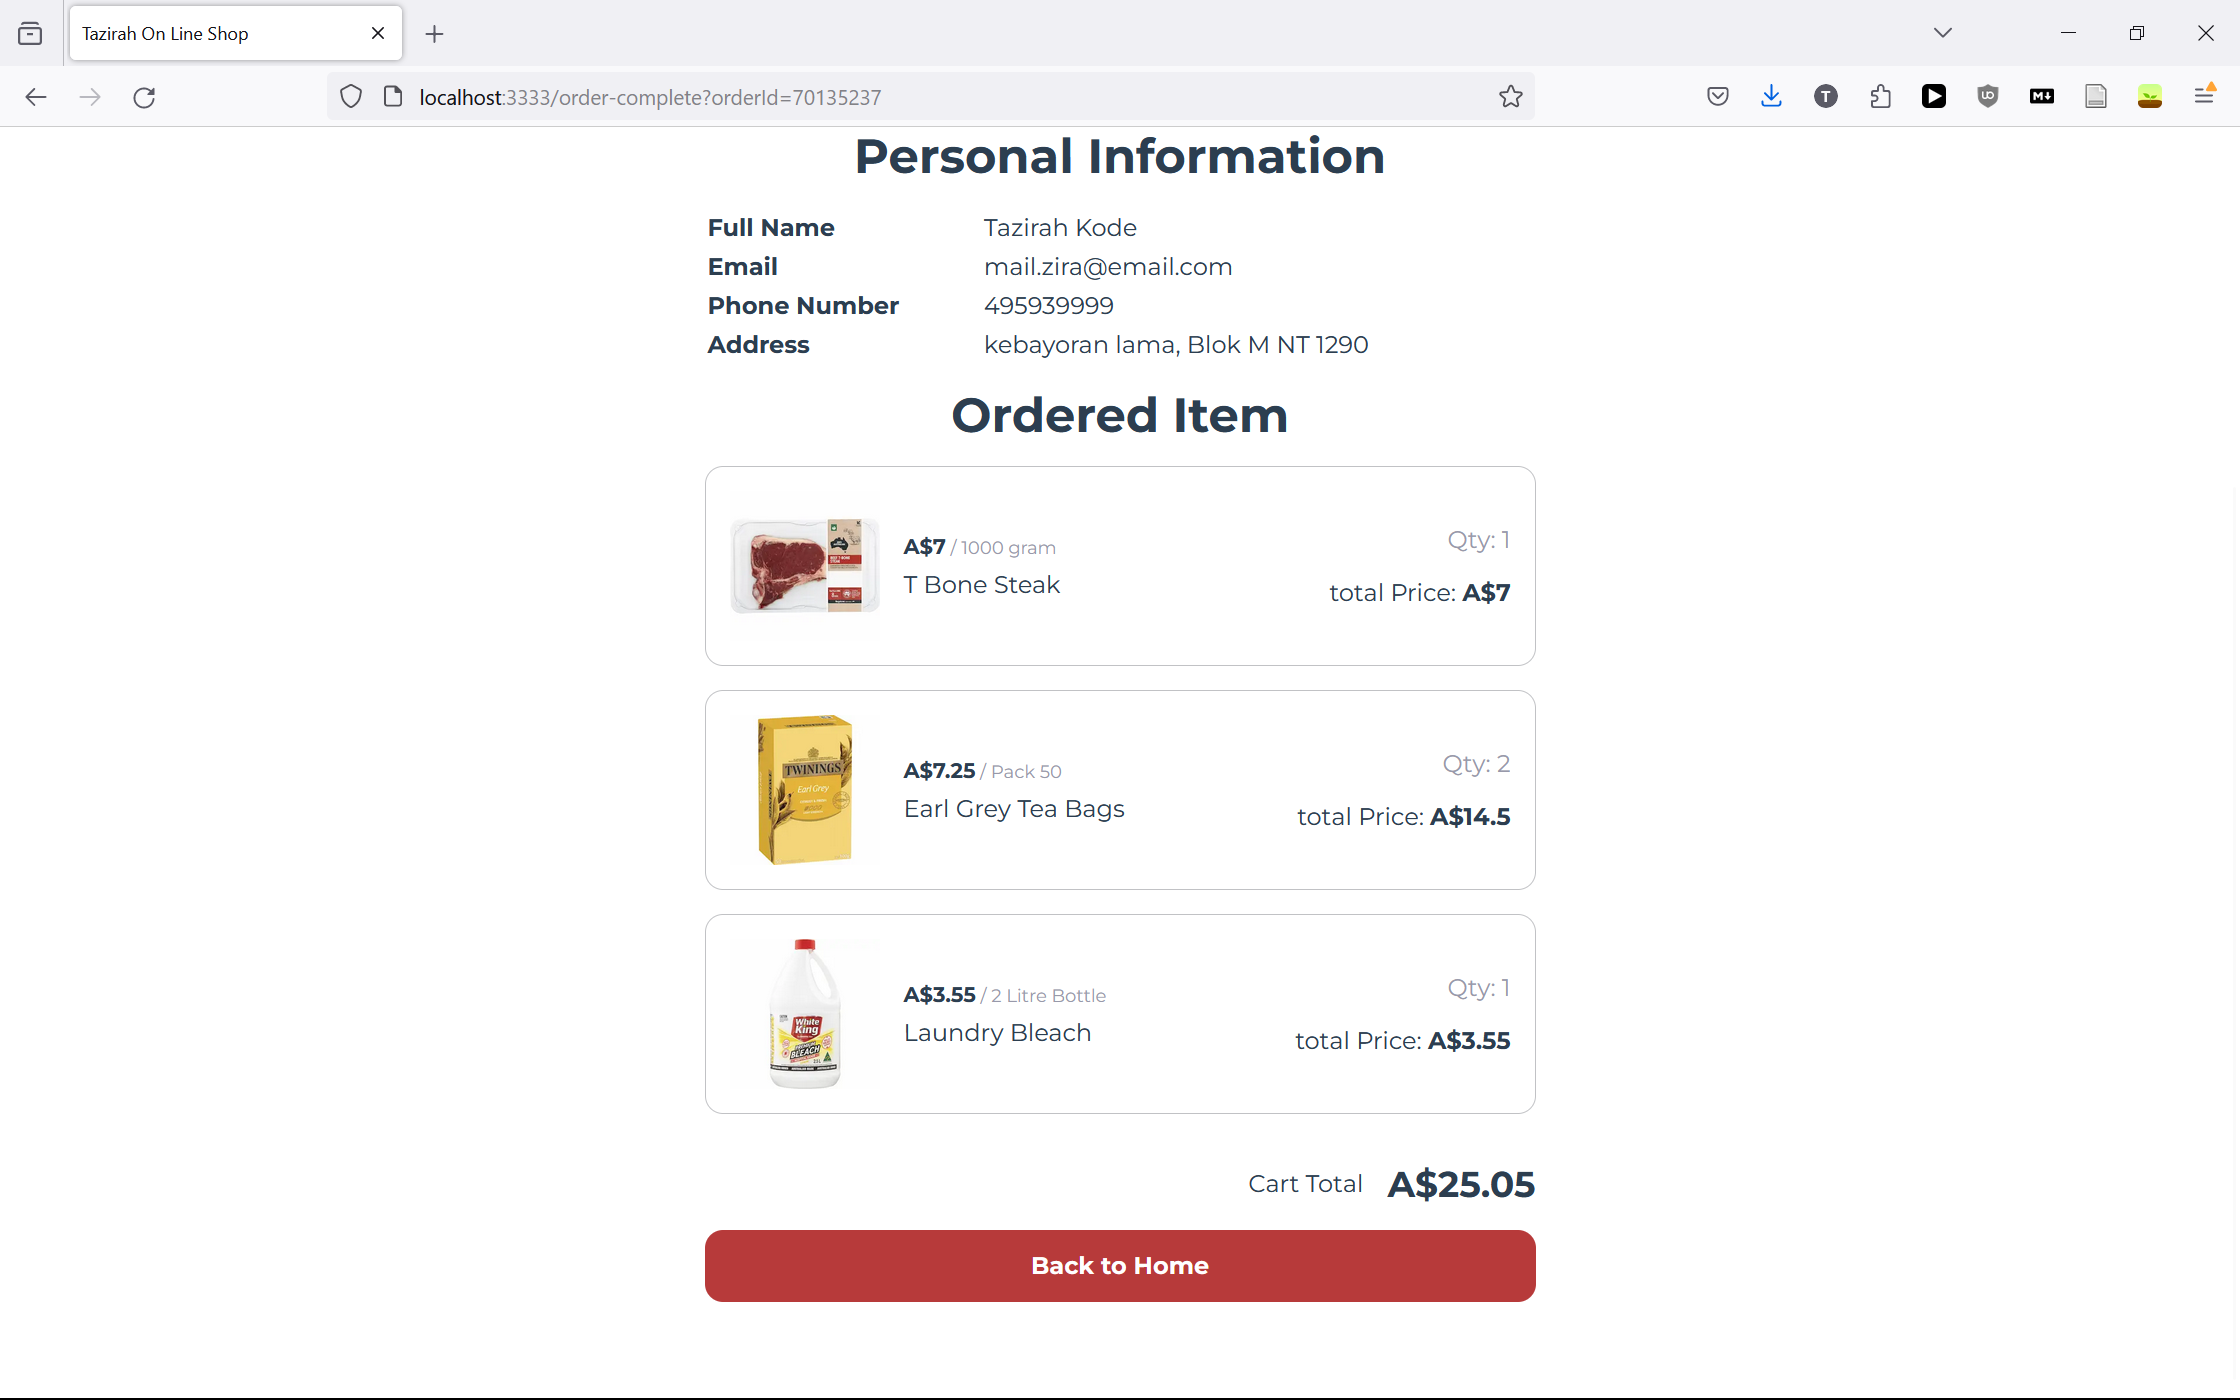 Tazirah On Line Shop
localhost:3333/order-complete?orderId=70135237
Personal Information
Full Name Tazirah Kode
Email mail.zira@email.com
Phone Number 495939999
Address kebayoran lama, Blok M NT 1290
Ordered Item
A$7 / 1000 gram
T Bone Steak
Qty: 1
total Price: A$7
TWININGS
Earl Grey
A$7.25 / Pack 50
Earl Grey Tea Bags
Qty: 2
total Price: A$14.5
White
King
BLEACH
A$3.55 / 2 Litre Bottle
Laundry Bleach
Qty: 1
total Price: A$3.55
Cart Total A$25.05
Back to Home